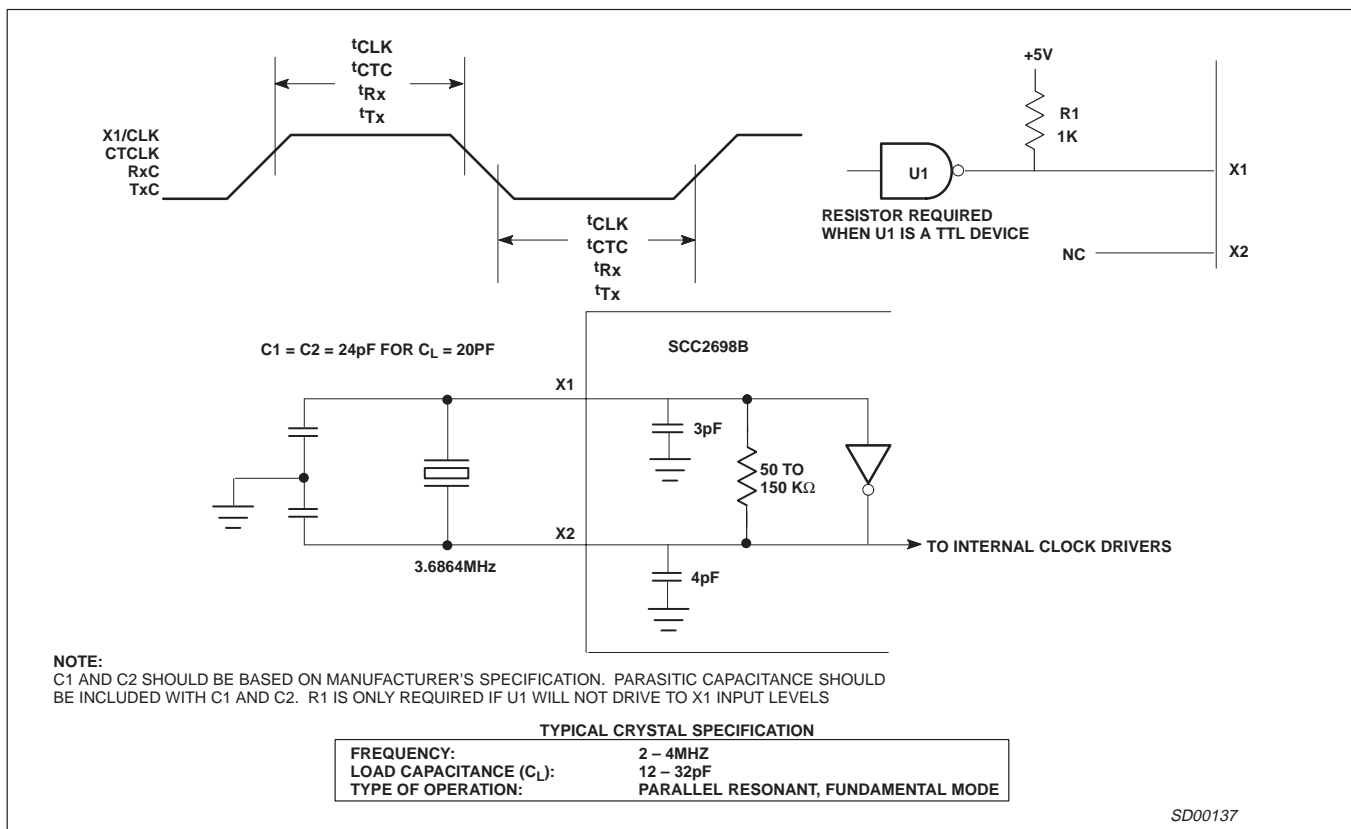 tCLK
tCTC
tRx
tTx
X1/CLK
CTCLK
RxC
TxC
tCLK
tCTC
tRx
tTx
+5V
R1
1K
U1
X1
RESISTOR REQUIRED
WHEN U1 IS A TTL DEVICE
NC
X2
C1 = C2 = 24pF FOR CL = 20PF
SCC2698B
X1
3pF
50 TO
150 KΩ
X2
TO INTERNAL CLOCK DRIVERS
3.6864MHz
4pF
NOTE:
C1 AND C2 SHOULD BE BASED ON MANUFACTURER'S SPECIFICATION. PARASITIC CAPACITANCE SHOULD
BE INCLUDED WITH C1 AND C2. R1 IS ONLY REQUIRED IF U1 WILL NOT DRIVE TO X1 INPUT LEVELS
TYPICAL CRYSTAL SPECIFICATION
FREQUENCY: 2 – 4MHZ
LOAD CAPACITANCE (CL): 12 – 32pF
TYPE OF OPERATION: PARALLEL RESONANT, FUNDAMENTAL MODE
SD00137